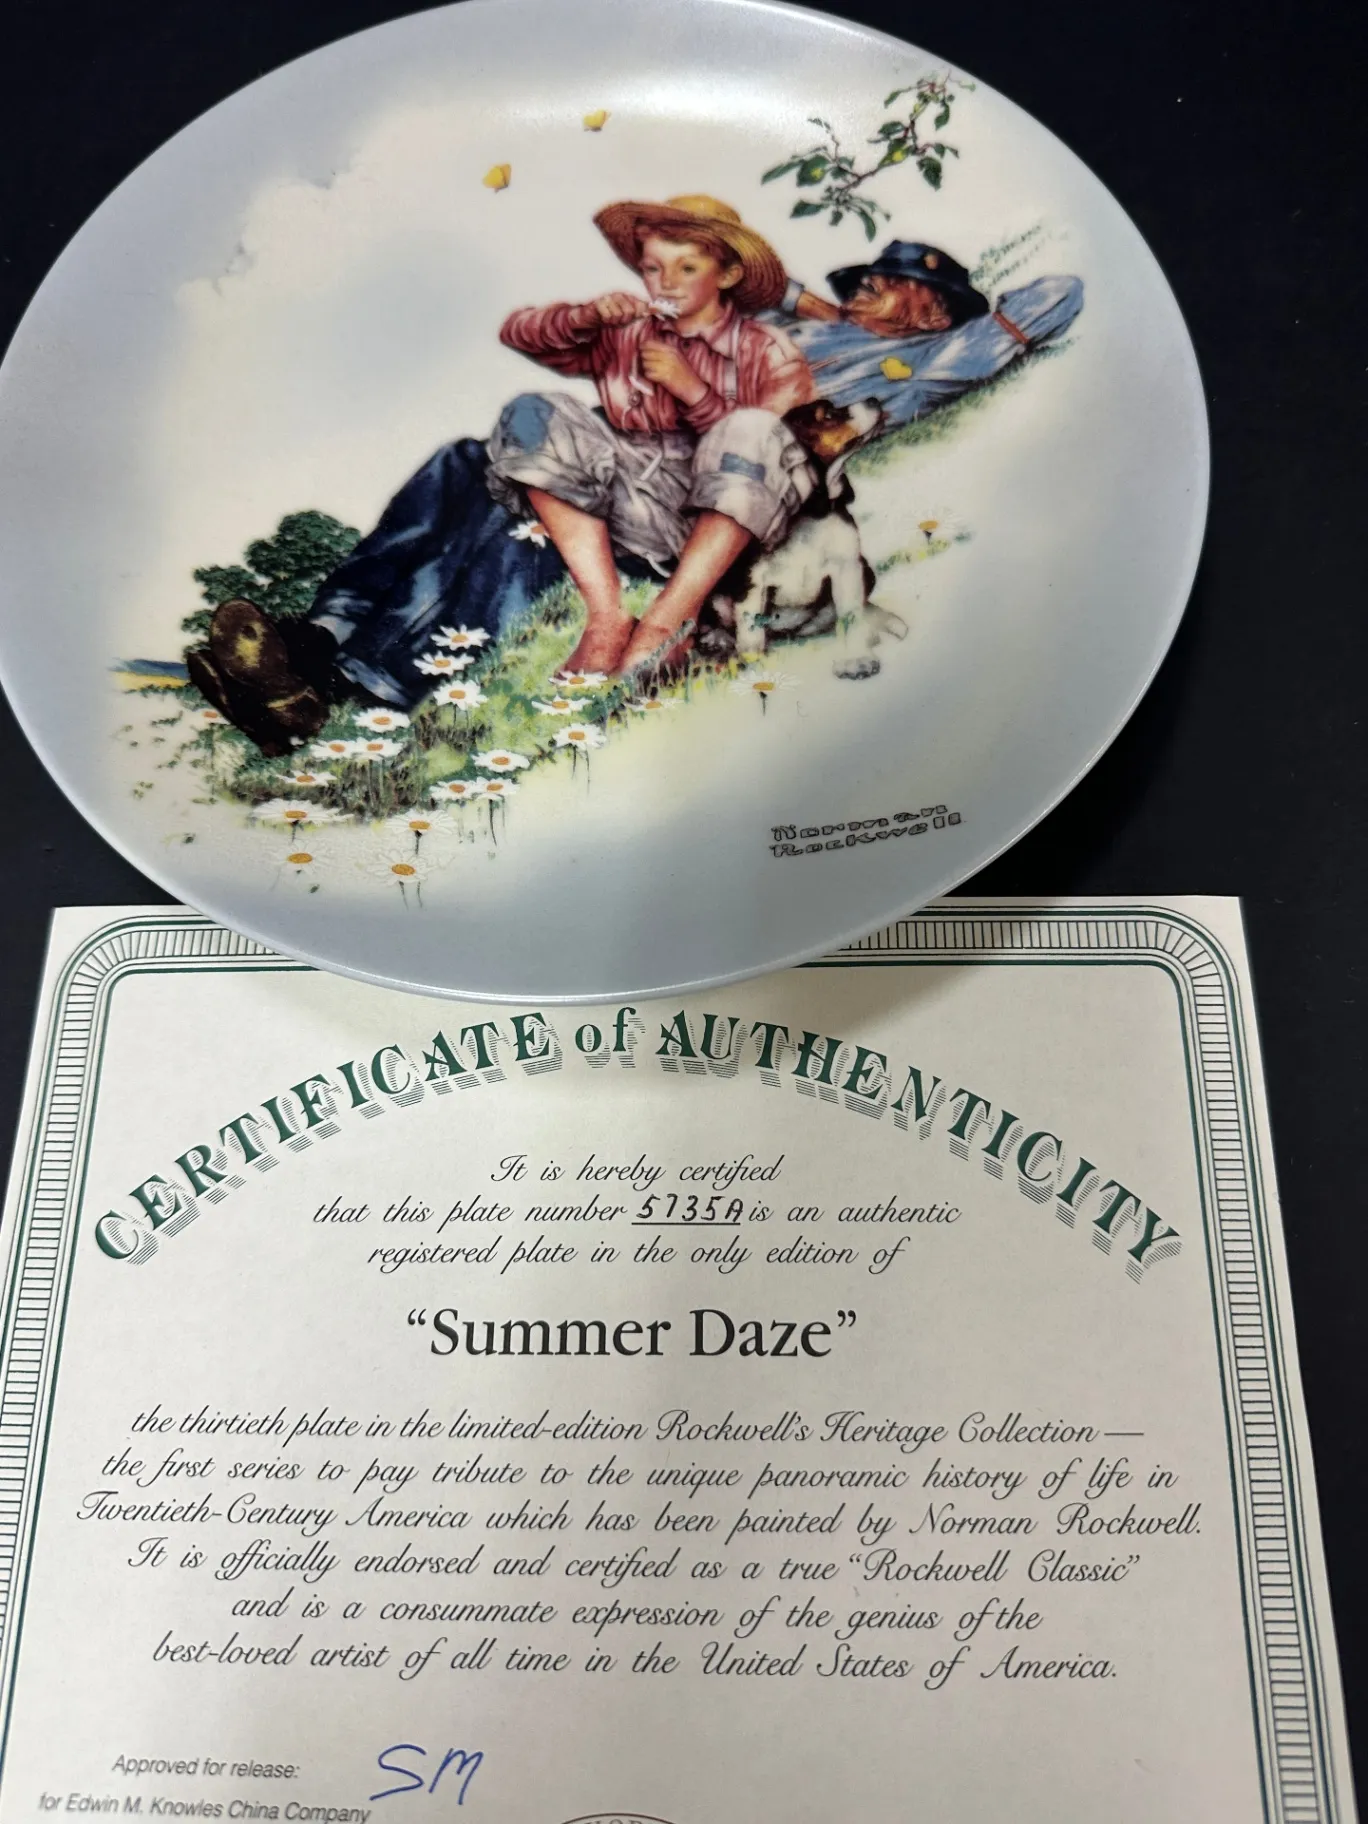 Norman
Rockwell
CERTIFICATE of AUTHENTICITY
It is hereby certified
that this plate number 5735A is an authentic
registered plate in the only edition of
“Summer Daze”
the thirtieth plate in the limited-edition Rockwell's Heritage Collection —
the first series to pay tribute to the unique panoramic history of life in
Twentieth-Century America which has been painted by Norman Rockwell.
It is officially endorsed and certified as a true “Rockwell Classic”
and is a consummate expression of the genius of the
best-loved artist of all time in the United States of America.
Approved for release: SM
for Edwin M. Knowles China Company